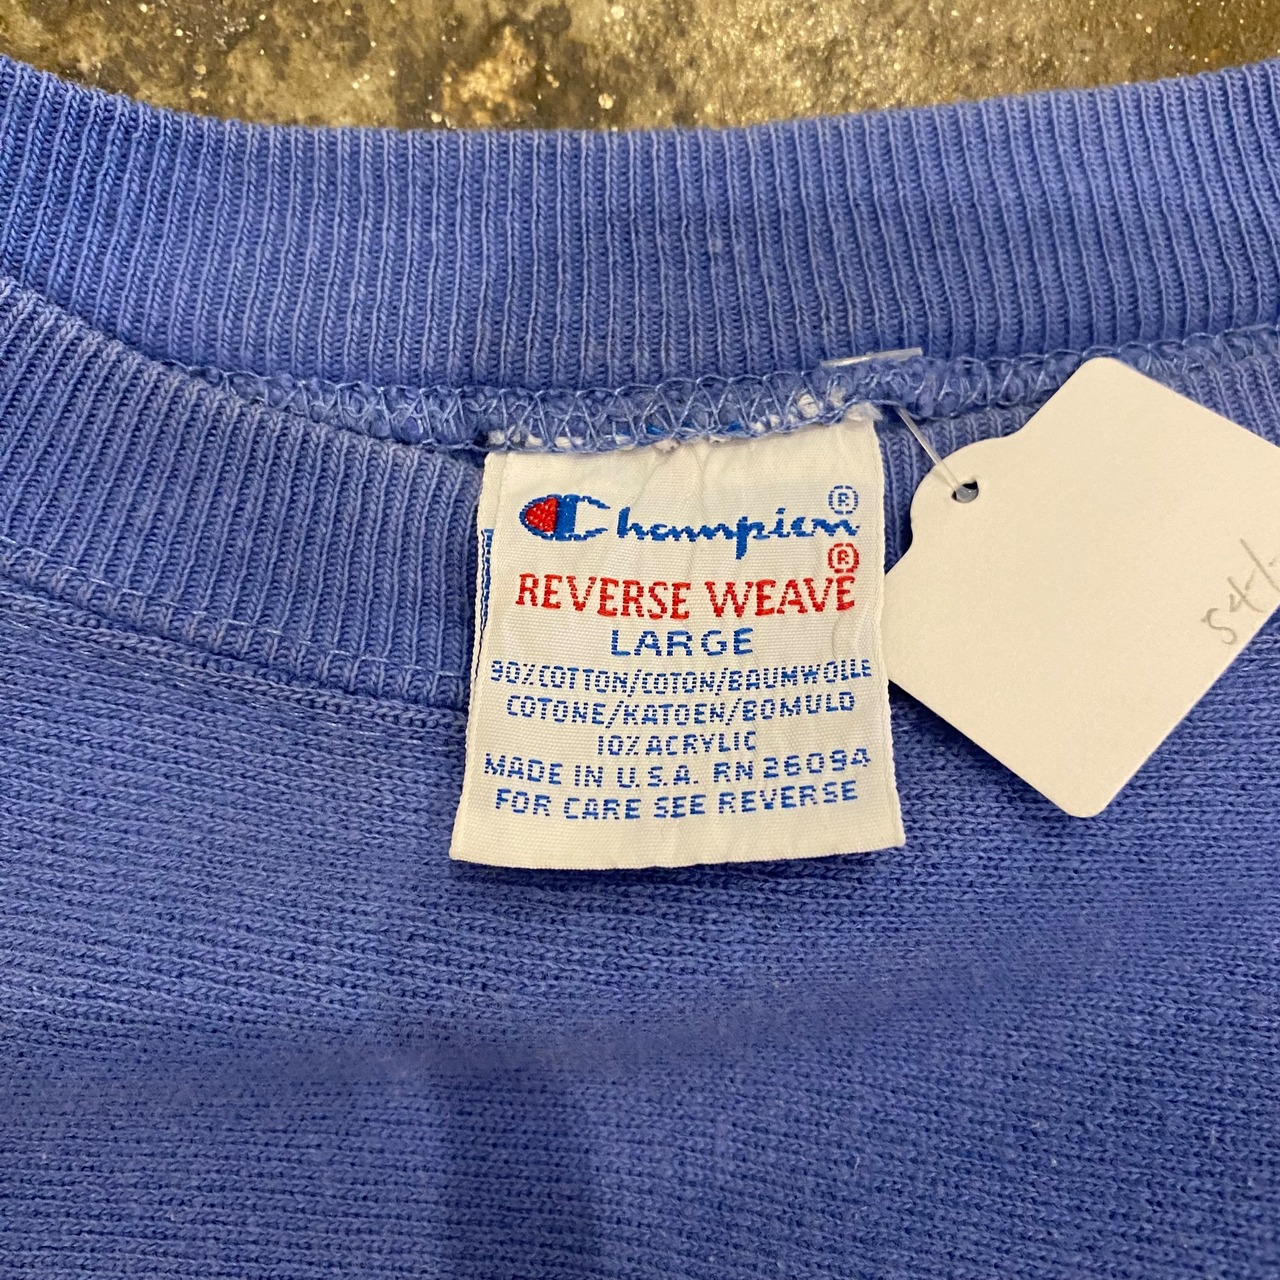 Champion®
REVERSE WEAVE®
LARGE
90% COTTON/COTON/BAUMWOLLE
COTONE/KATOEN/BOMULD
10% ACRYLIC
MADE IN U.S.A. RN 26094
FOR CARE SEE REVERSE